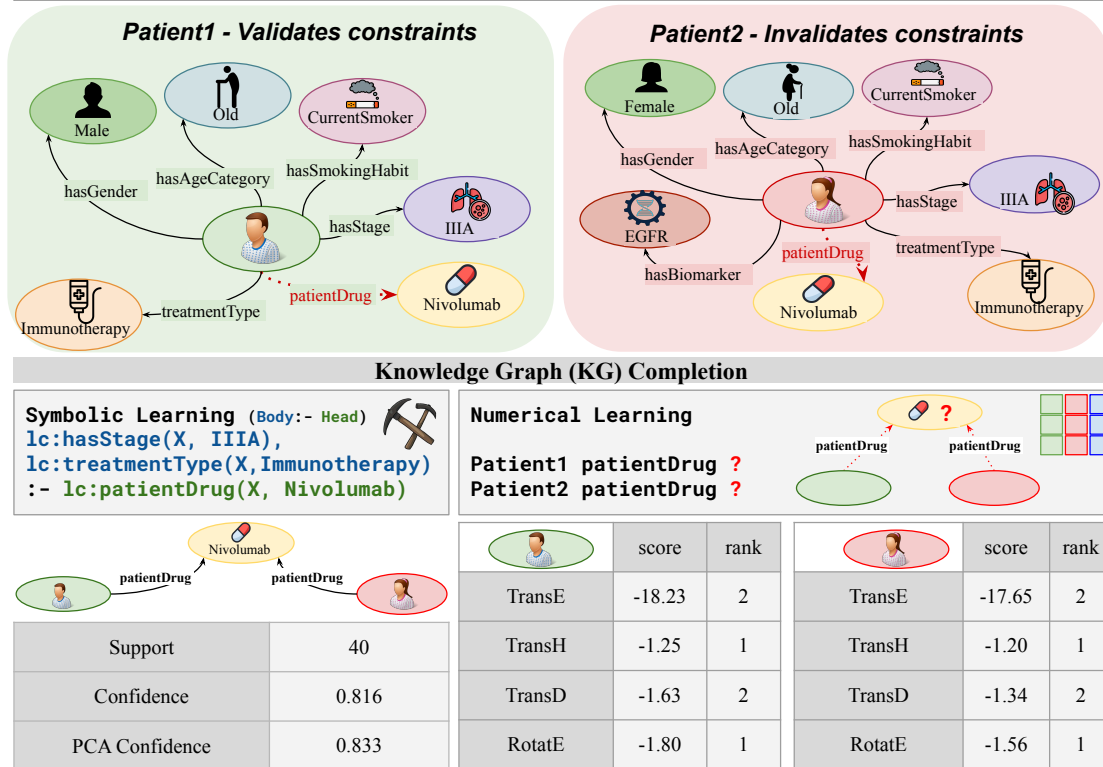 Patient1 - Validates constraints
Male
Old
CurrentSmoker
hasGender
hasAgeCategory
hasSmokingHabit
hasStage
IIIA
Immunotherapy
treatmentType
patientDrug
Nivolumab
Patient2 - Invalidates constraints
Female
Old
CurrentSmoker
hasGender
hasAgeCategory
hasSmokingHabit
hasStage
IIIA
EGFR
hasBiomarker
patientDrug
treatmentType
Nivolumab
Immunotherapy
Knowledge Graph (KG) Completion
Symbolic Learning (Body:- Head)
lc:hasStage(X, IIIA),
lc:treatmentType(X,Immunotherapy)
:- lc:patientDrug(X, Nivolumab)
Numerical Learning
Patient1 patientDrug ?
Patient2 patientDrug ?
?
patientDrug patientDrug
Nivolumab
patientDrug patientDrug
Support 40
Confidence 0.816
PCA Confidence 0.833
score rank
TransE -18.23 2
TransH -1.25 1
TransD -1.63 2
RotatE -1.80 1
score rank
TransE -17.65 2
TransH -1.20 1
TransD -1.34 2
RotatE -1.56 1